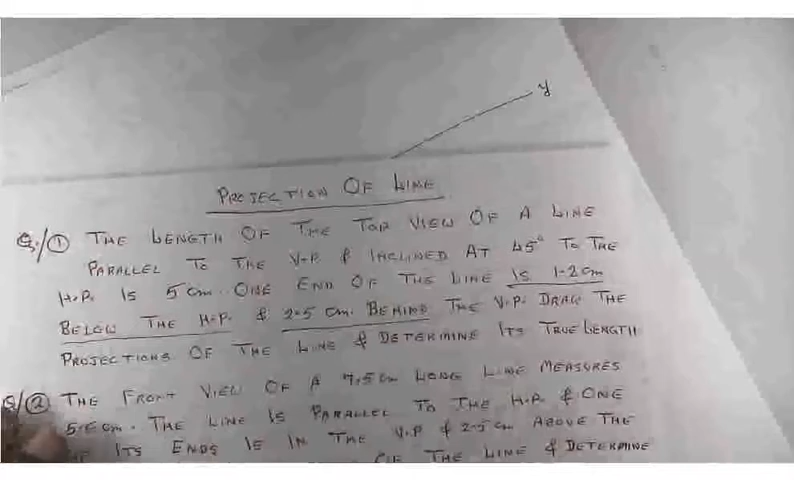 y
PROJECTION OF LINE
Q/① THE LENGTH OF THE TOP VIEW OF A LINE
PARALLEL TO THE V.P. & INCLINED AT 45° TO THE
H.P. IS 5 cm. ONE END OF THE LINE IS 1.2 cm
BELOW THE H.P. & 2.5 cm. BEHIND THE V.P. DRAW THE
PROJECTIONS OF THE LINE & DETERMINE ITS TRUE LENGTH
Q/② THE FRONT VIEW OF A 7.5 cm LONG LINE MEASURES
5.5 cm. THE LINE IS PARALLEL TO THE H.P. & ONE
OF ITS ENDS IS IN THE V.P & 2.5 cm ABOVE THE
OF THE LINE & DETERMINE